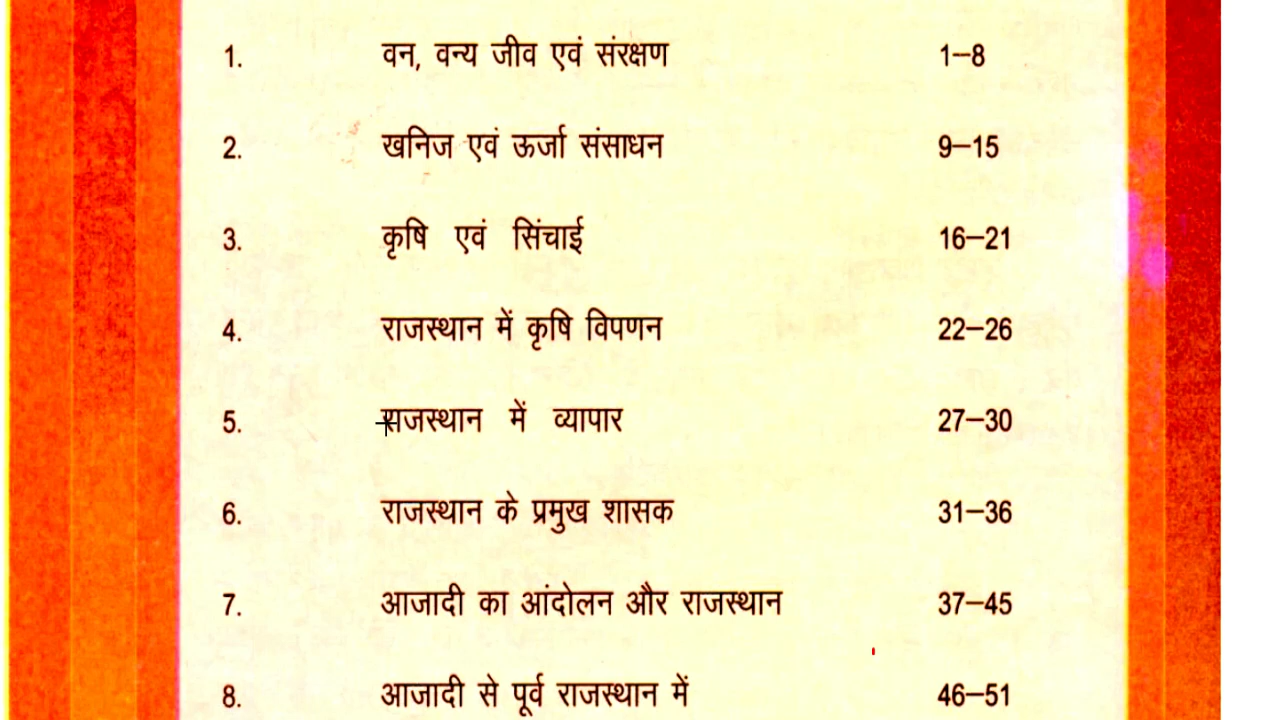 1. वन, वन्य जीव एवं संरक्षण 1–8
2. खनिज एवं ऊर्जा संसाधन 9–15
3. कृषि एवं सिंचाई 16–21
4. राजस्थान में कृषि विपणन 22–26
5. राजस्थान में व्यापार 27–30
6. राजस्थान के प्रमुख शासक 31–36
7. आजादी का आंदोलन और राजस्थान 37–45
8. आजादी से पूर्व राजस्थान में 46–51